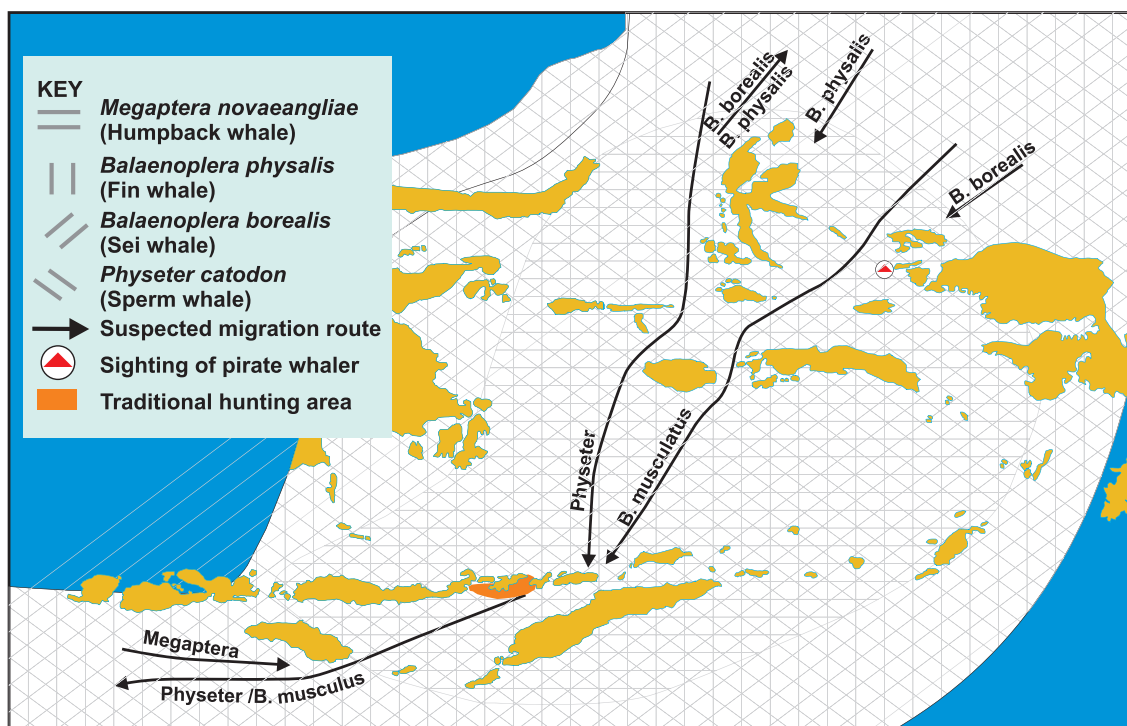 KEY
Megaptera novaeangliae
(Humpback whale)
Balaenoplera physalis
(Fin whale)
Balaenoplera borealis
(Sei whale)
Physeter catodon
(Sperm whale)
Suspected migration route
Sighting of pirate whaler
Traditional hunting area
B. borealis
B. physalis
B. physalis
B. borealis
Physeter
B. musculatus
Megaptera
Physeter /B. musculus